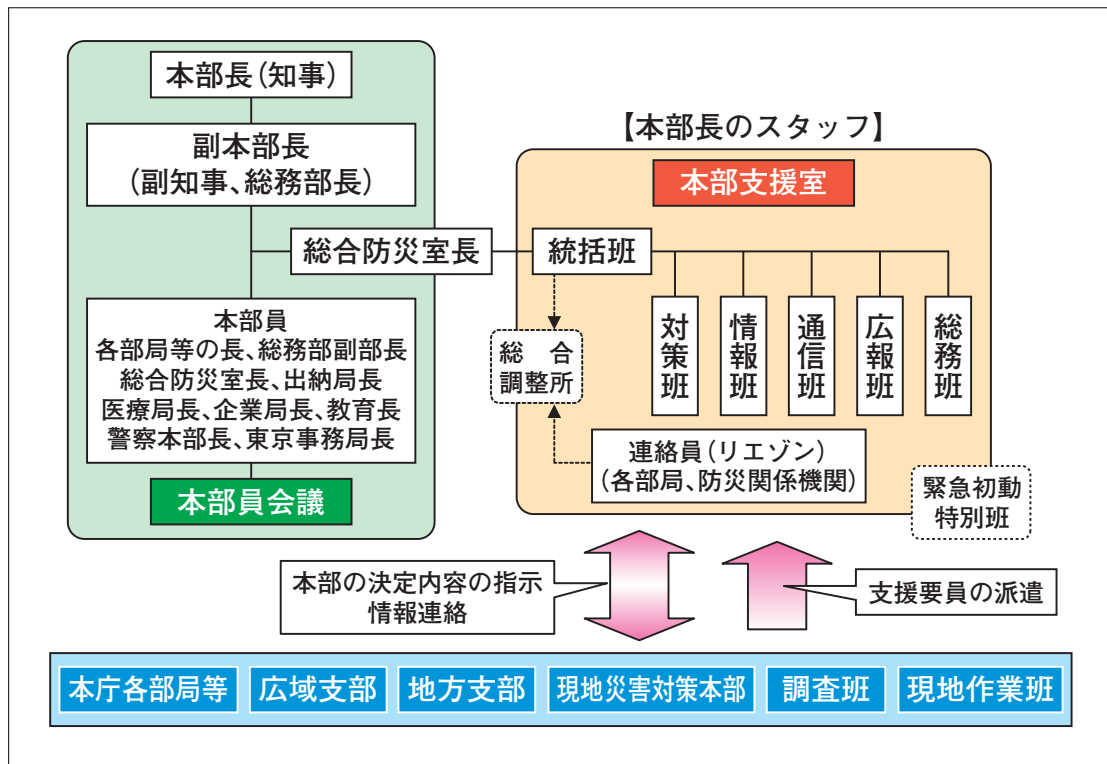 本部長（知事）
副本部長
（副知事、総務部長）
総合防災室長
本部員
各部局等の長、総務部副部長
総合防災室長、出納局長
医療局長、企業局長、教育長
警察本部長、東京事務局長
本部員会議
【本部長のスタッフ】
本部支援室
統括班
総　合
調整所
対策班
情報班
通信班
広報班
総務班
連絡員（リエゾン）
（各部局、防災関係機関）
緊急初動
特別班
本部の決定内容の指示
情報連絡
支援要員の派遣
本庁各部局等
広域支部
地方支部
現地災害対策本部
調査班
現地作業班